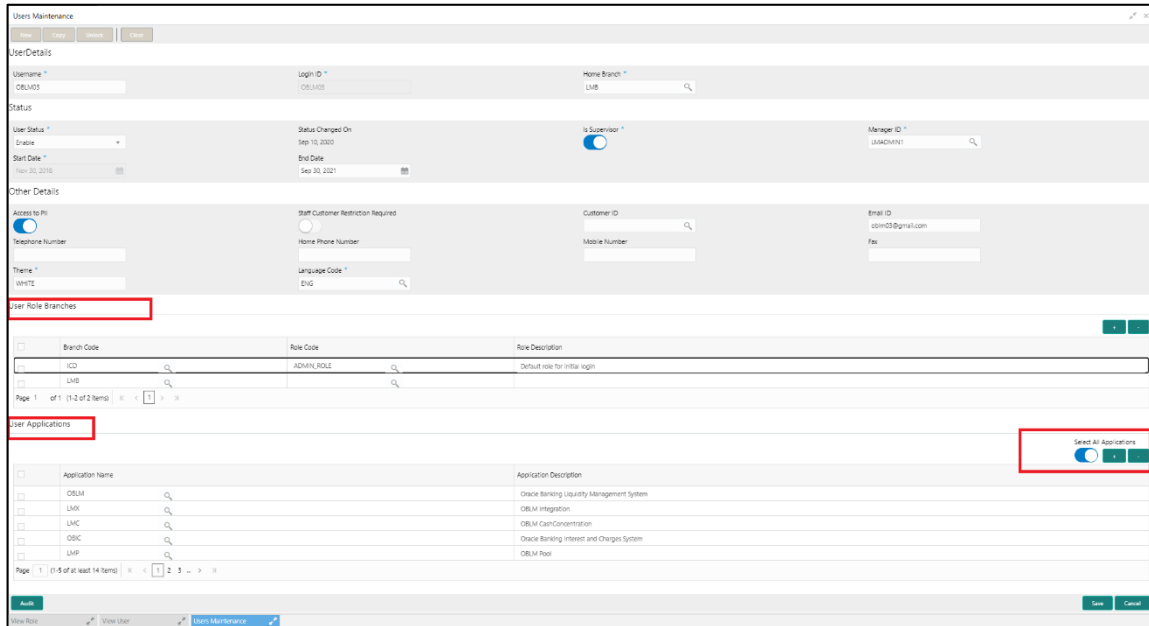 Users Maintenance
New Copy Unlock Close
UserDetails
Username * Login ID * Home Branch *
OBLM03 OBLM03 LMB
Status
User Status * Status Changed On Is Supervisor * Manager ID *
Enable Sep 10, 2020 LMADMIN1
Start Date * End Date
Nov 30, 2018 Sep 30, 2021
Other Details
Access to PII Staff Customer Restriction Required Customer ID Email ID
oblm03@gmail.com
Telephone Number Home Phone Number Mobile Number Fax
Theme * Language Code *
WHITE ENG
User Role Branches
+ -
Branch Code Role Code Role Description
ICD ADMIN_ROLE Default role for initial login
LMB
Page 1 of 1 (1-2 of 2 items) K < 1 > X
User Applications
Select All Applications
+ -
Application Name Application Description
OBLM Oracle Banking Liquidity Management System
LMX OBLM Integration
LMC OBLM CashConcentration
OBIC Oracle Banking Interest and Charges System
LMP OBLM Pool
Page 1 (1-5 of at least 14 items) K < 1 2 3 .. > X
Audit Save Cancel
View Role View User Users Maintenance